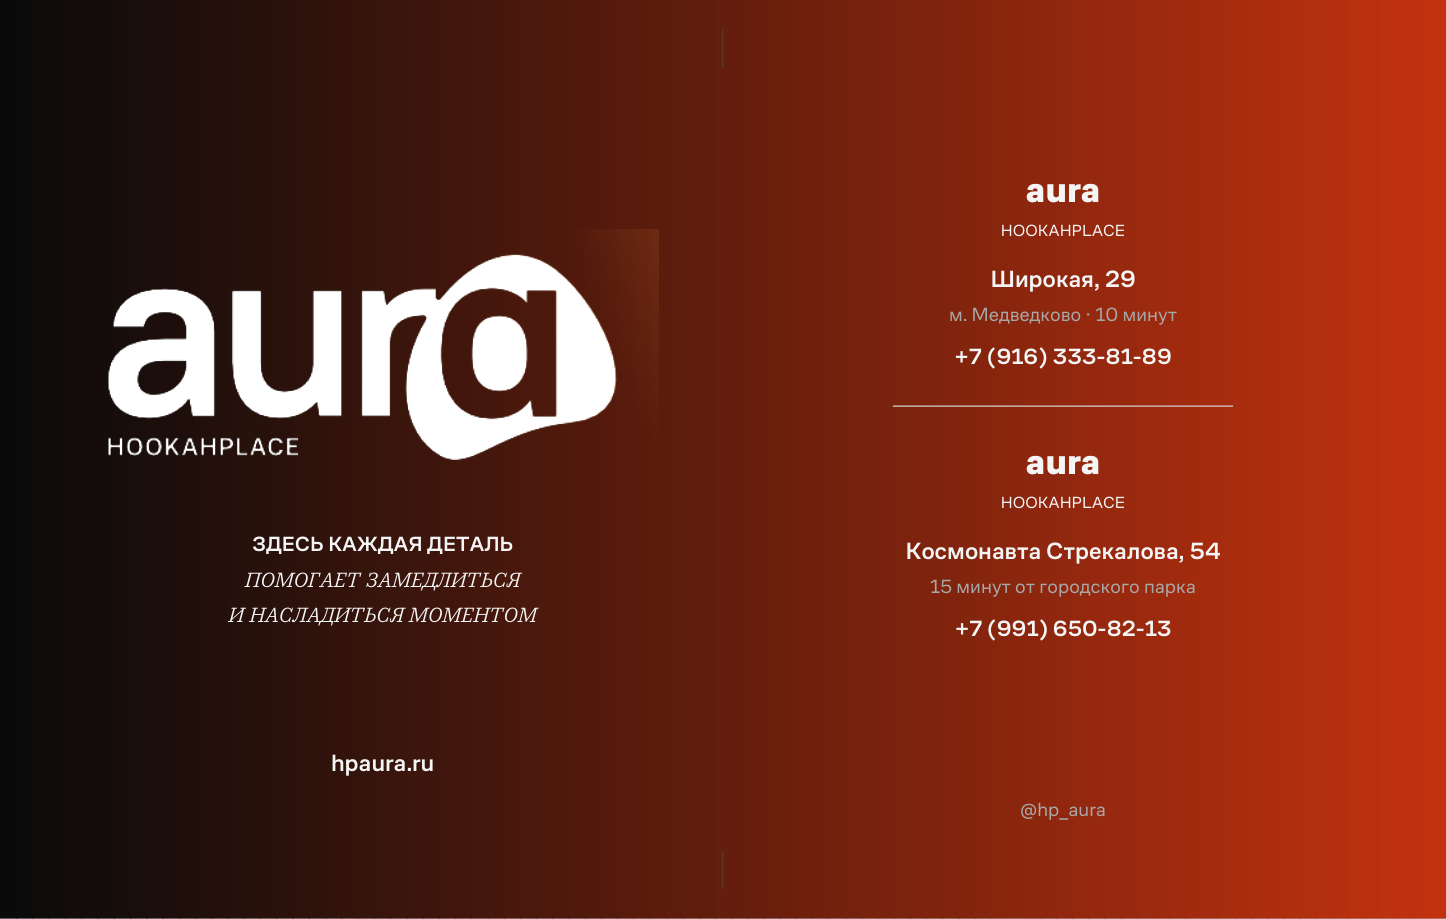 aura
HOOKAHPLACE
ЗДЕСЬ КАЖДАЯ ДЕТАЛЬ
ПОМОГАЕТ ЗАМЕДЛИТЬСЯ
И НАСЛАДИТЬСЯ МОМЕНТОМ
hpaura.ru
aura
HOOKAHPLACE
Широкая, 29
м. Медведково · 10 минут
+7 (916) 333-81-89
aura
HOOKAHPLACE
Космонавта Стрекалова, 54
15 минут от городского парка
+7 (991) 650-82-13
@hp_aura